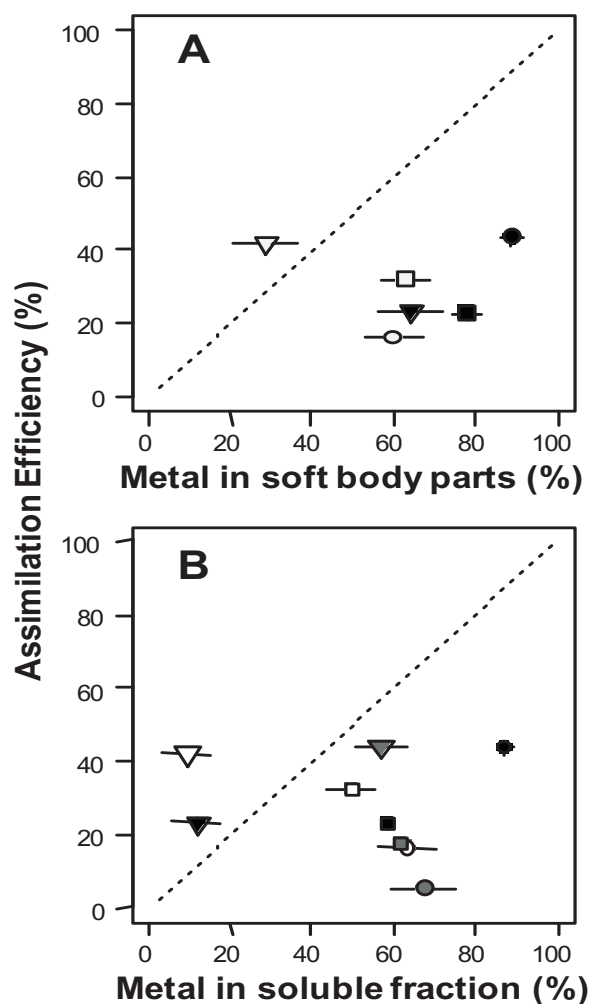 A
100
80
60
40
20
0
0 20 40 60 80 100
Metal in soft body parts (%)
Assimilation Efficiency (%)
B
100
80
60
40
20
0
0 20 40 60 80 100
Metal in soluble fraction (%)